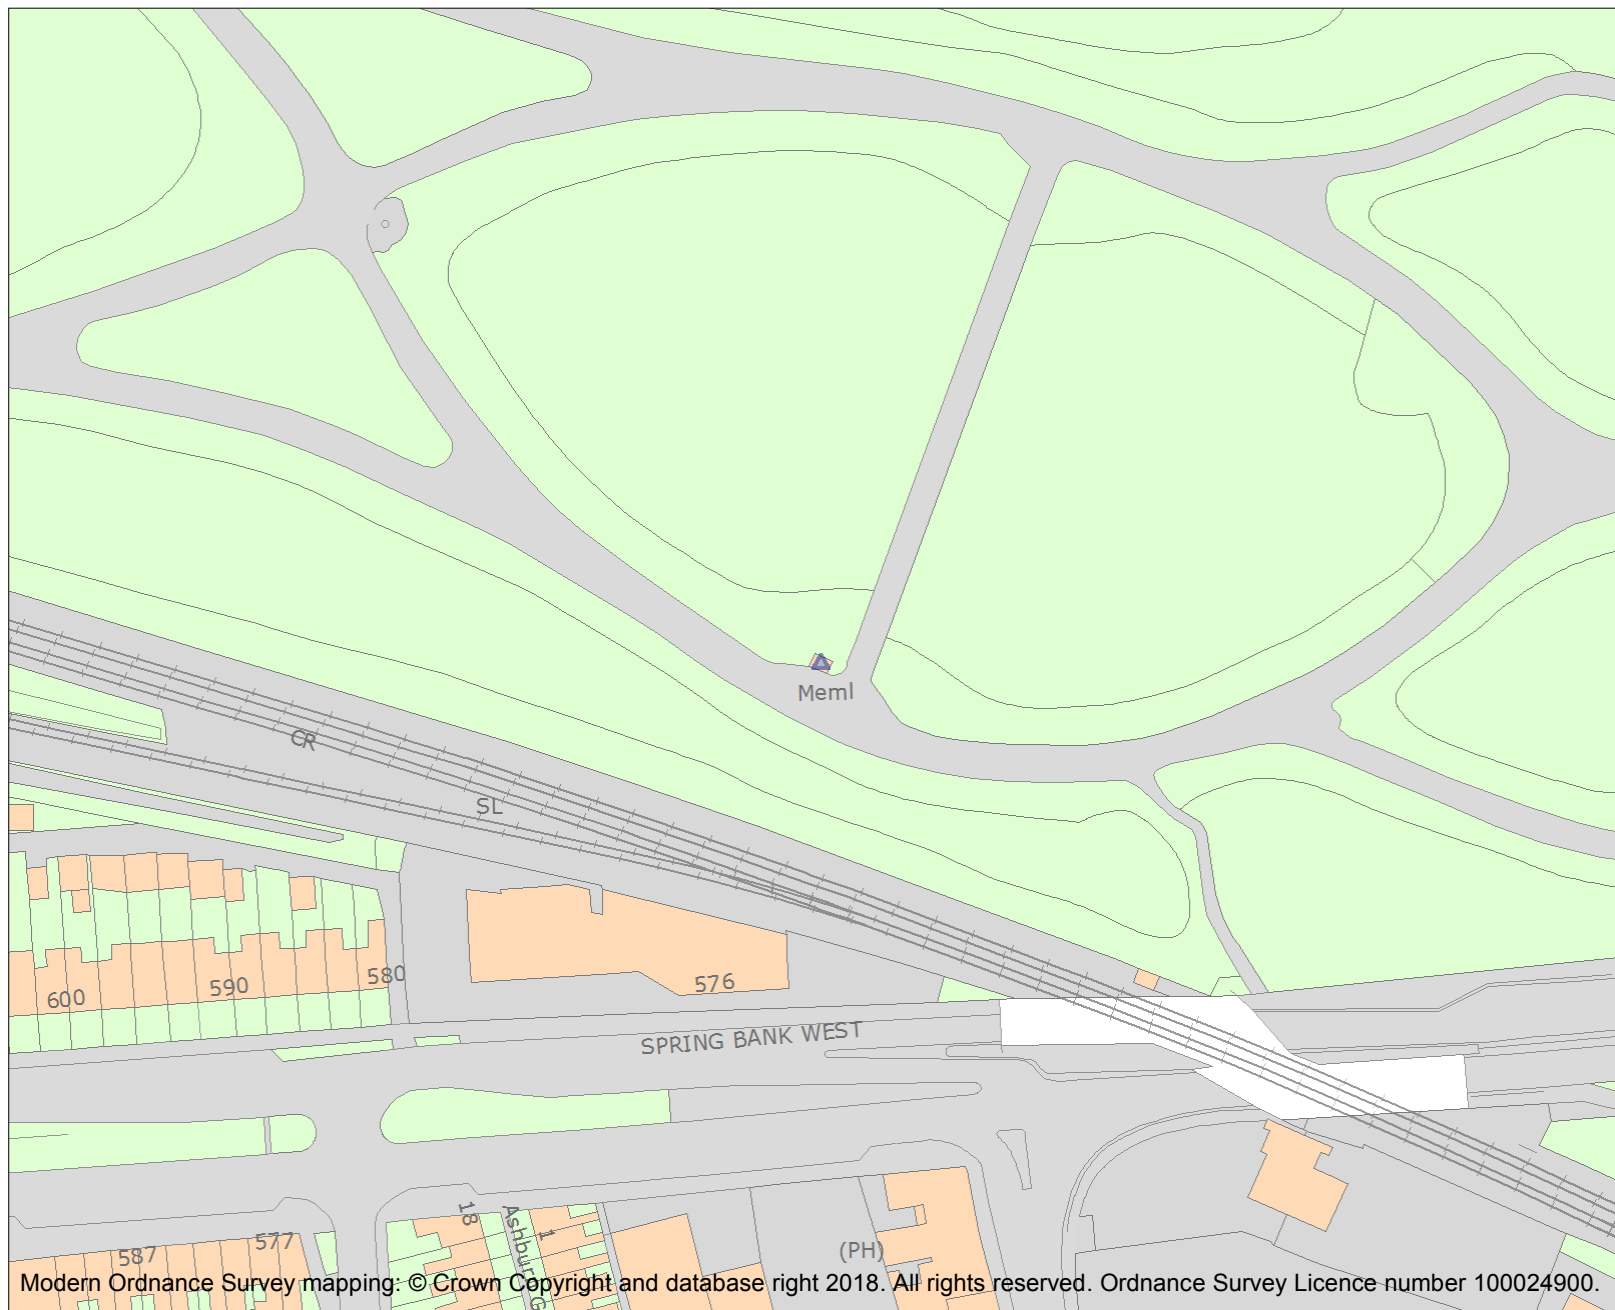 Meml
CR
SL
580
590
600
576
SPRING BANK WEST
18
1
577
587
(PH)
Modern Ordnance Survey mapping: © Crown Copyright and database right 2018. All rights reserved. Ordnance Survey Licence number 100024900.